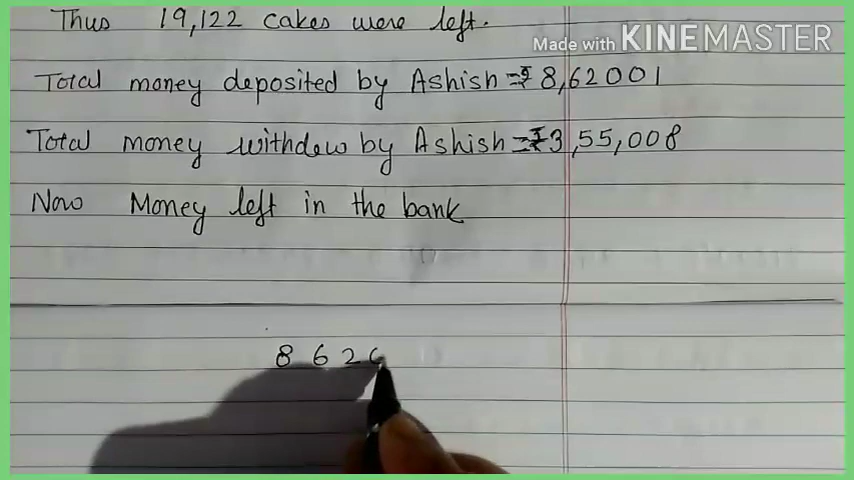 Thus 19,122 cakes were left.
Made with KINEMASTER
Total money deposited by Ashish = ₹ 8,62001
Total money withdew by Ashish = ₹3,55,008
Now Money left in the bank
8 6 2